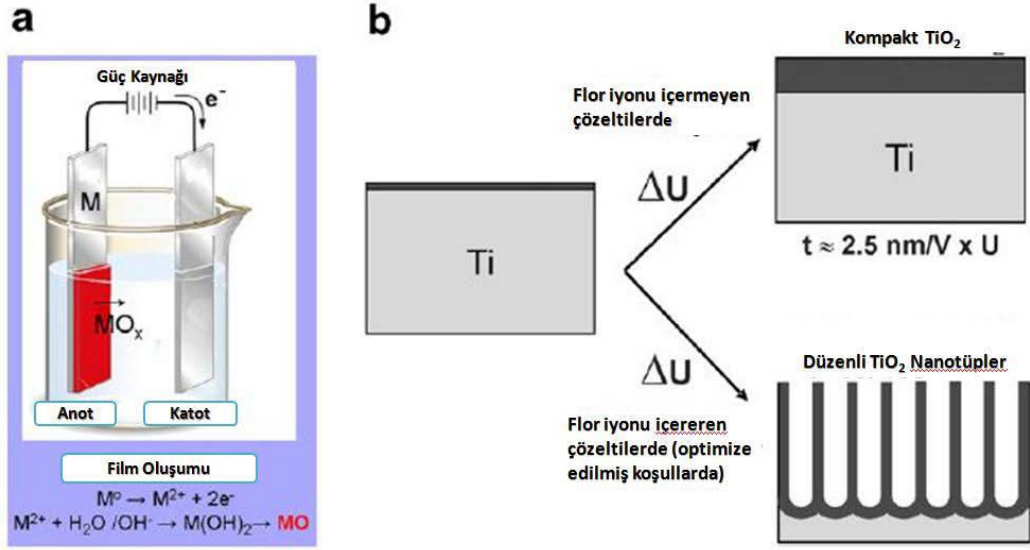 a
Güç Kaynağı
e⁻
M
MOₓ
Anot
Katot
Film Oluşumu
M⁰ → M²⁺ + 2e⁻
M²⁺ + H₂O /OH⁻ → M(OH)₂→ MO
b
Ti
Flor iyonu içermeyen
çözeltilerde
ΔU
Kompakt TiO₂
Ti
t ≈ 2.5 nm/V x U
ΔU
Flor iyonu içereren
çözeltilerde (optimize
edilmiş koşullarda)
Düzenli TiO₂ Nanotüpler